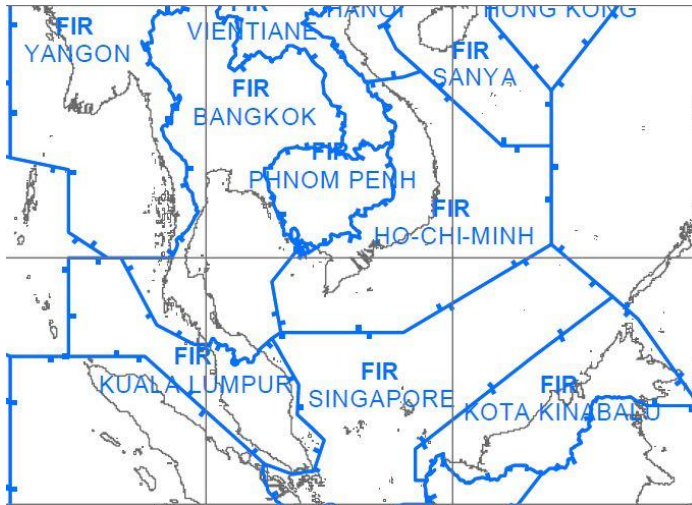 HANOI
HONG KONG
FIR
YANGON
VIENTIANE
FIR
SANYA
FIR
BANGKOK
FIR
PHNOM PENH
FIR
HO-CHI-MINH
FIR
KUALA LUMPUR
FIR
SINGAPORE
FIR
KOTA KINABALU